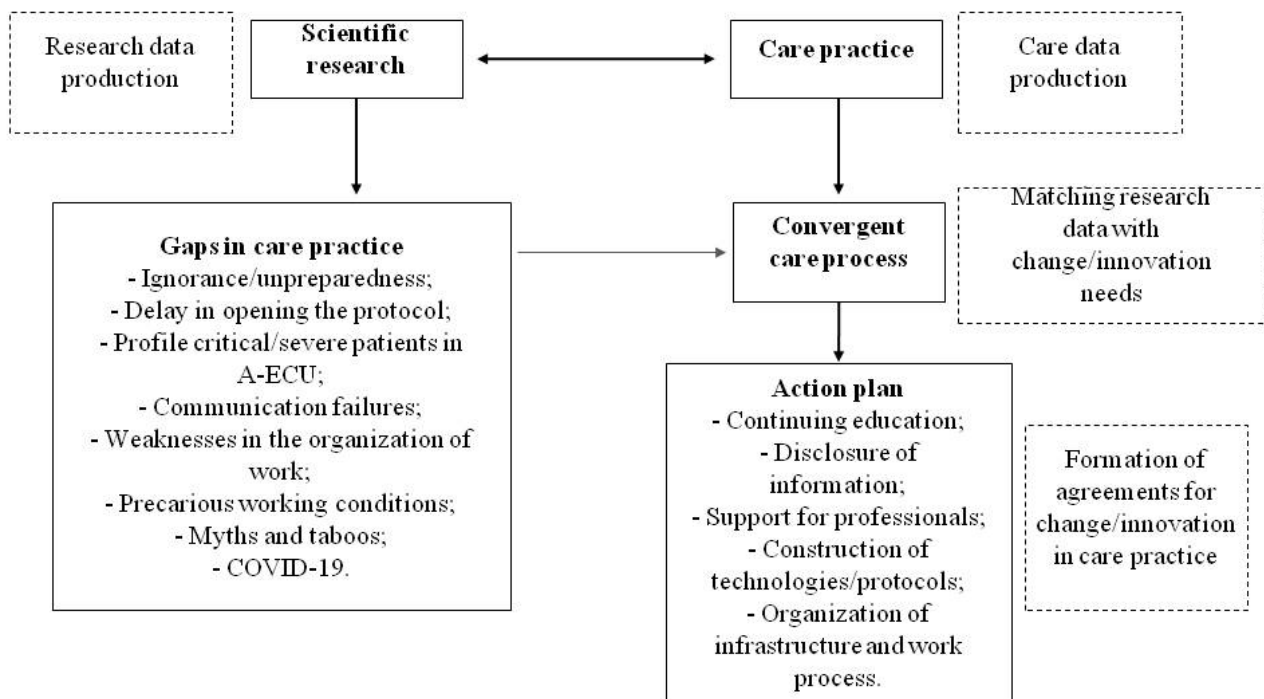 Research data
production
Scientific
research
Care practice
Care data
production
Gaps in care practice
- Ignorance/unpreparedness;
- Delay in opening the protocol;
- Profile critical/severe patients in
A-ECU;
- Communication failures;
- Weaknesses in the organization of
work;
- Precarious working conditions;
- Myths and taboos;
- COVID-19.
Convergent
care process
Matching research
data with
change/innovation
needs
Action plan
- Continuing education;
- Disclosure of
information;
- Support for professionals;
- Construction of
technologies/protocols;
- Organization of
infrastructure and work
process.
Formation of
agreements for
change/innovation
in care practice